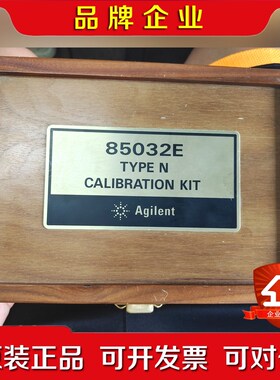 品牌企业
85032E
TYPE N
CALIBRATION KIT
Agilent
企业
原装正品 可开发票 可对